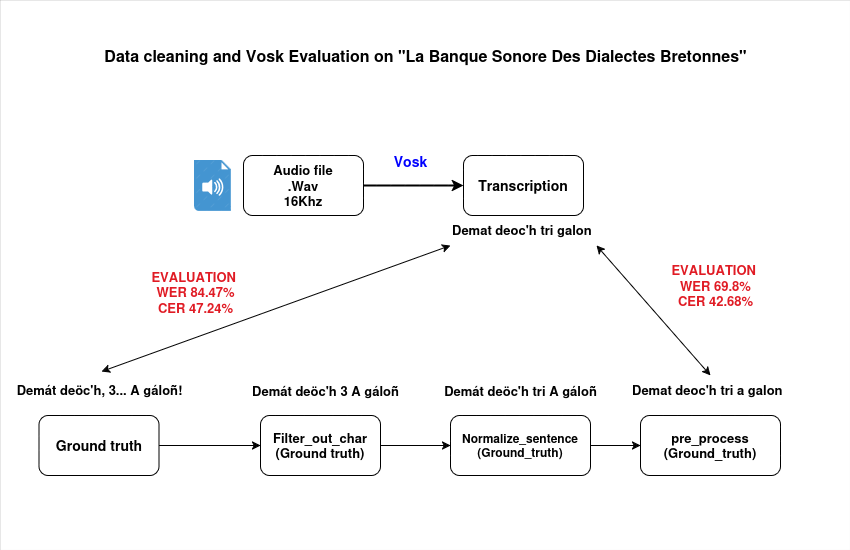 Data cleaning and Vosk Evaluation on "La Banque Sonore Des Dialectes Bretonnes"
Audio file
.Wav
16Khz
Vosk
Transcription
Demat deoc'h tri galon
EVALUATION
WER 84.47%
CER 47.24%
EVALUATION
WER 69.8%
CER 42.68%
Demát deöc'h, 3... A gáloñ!
Demát deöc'h 3 A gáloñ
Demát deöc'h tri A gáloñ
Demat deoc'h tri a galon
Ground truth
Filter_out_char
(Ground truth)
Normalize_sentence
(Ground_truth)
pre_process
(Ground_truth)